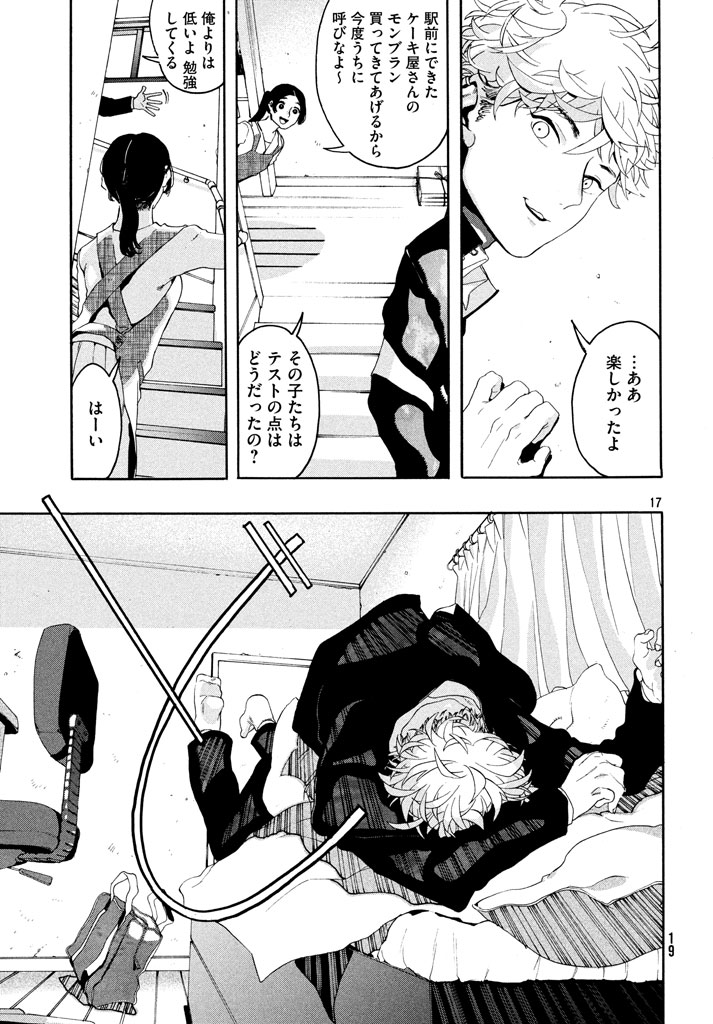 …ああ
楽しかったよ
駅前にできた
ケーキ屋さんの
モンブラン
買ってきてあげるから
今度うちに
呼びなよ〜
その子たちは
テストの点は
どうだったの?
俺よりは
低いよ 勉強
してくる
はーい
17
バタン
19